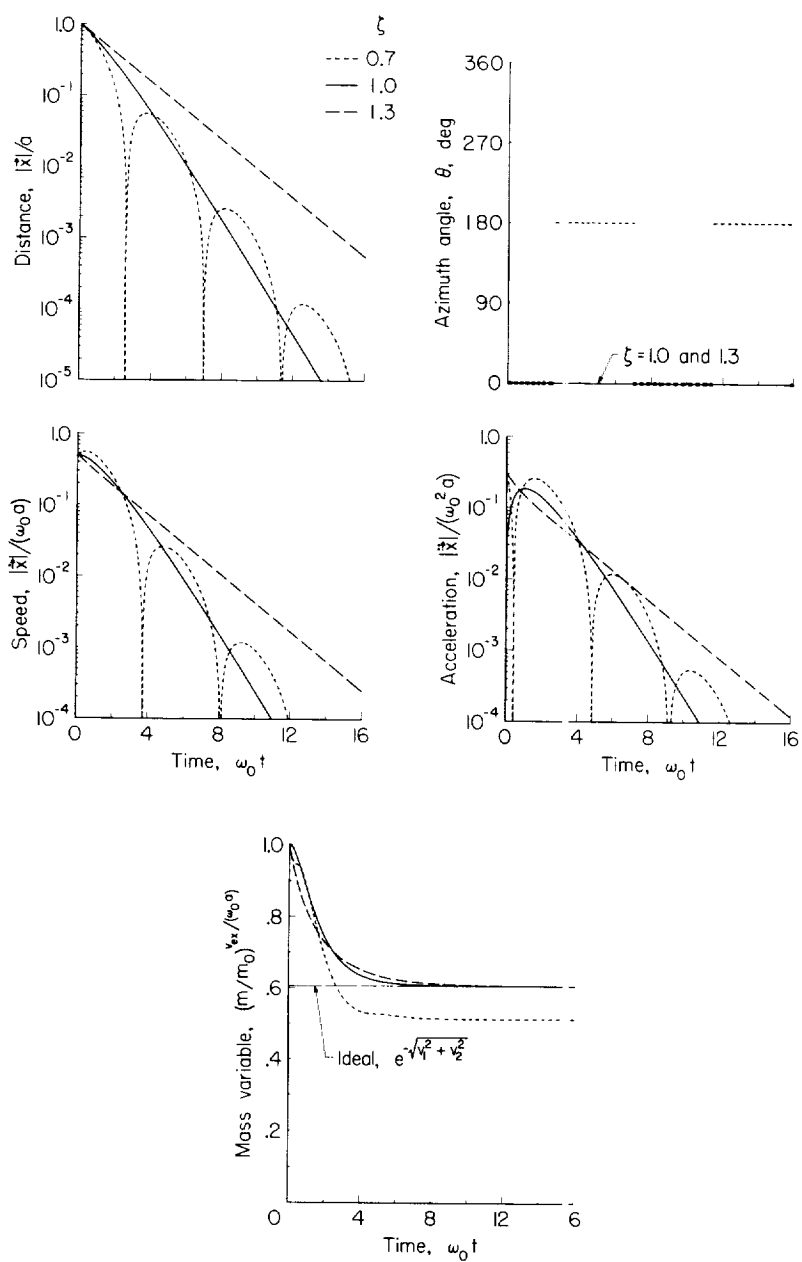 ζ
0.7
1.0
1.3
Distance, |x⃗|/a
1.0
10⁻¹
10⁻²
10⁻³
10⁻⁴
10⁻⁵
Azimuth angle, θ, deg
360
270
180
90
0
ζ=1.0 and 1.3
Speed, |ẋ⃗|/(ω₀a)
1.0
10⁻¹
10⁻²
10⁻³
10⁻⁴
0 4 8 12 16
Time, ω₀t
Acceleration, |ẍ⃗|/(ω₀²a)
1.0
10⁻¹
10⁻²
10⁻³
10⁻⁴
0 4 8 12 16
Time, ω₀t
Mass variable, (m/m₀)^(vₑₓ/(ω₀a))
1.0
.8
.6
.4
.2
0 4 8 12 6
Ideal, e^(-√(v₁² + v₂²))
Time, ω₀t